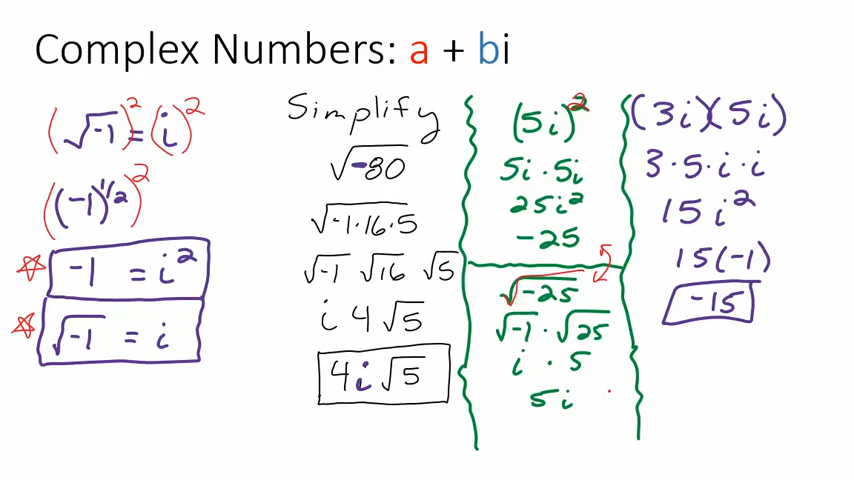 Complex Numbers: a + bi
(√-1)² = (i)²
((-1)^1/2)²
-1 = i²
√-1 = i
Simplify
√-80
√-1·16·5
√-1 √16 √5
i 4 √5
4i√5
(5i)²
5i · 5i
25i²
-25
√-25
√-1 · √25
i · 5
5i
(3i)(5i)
3·5·i·i
15i²
15(-1)
-15